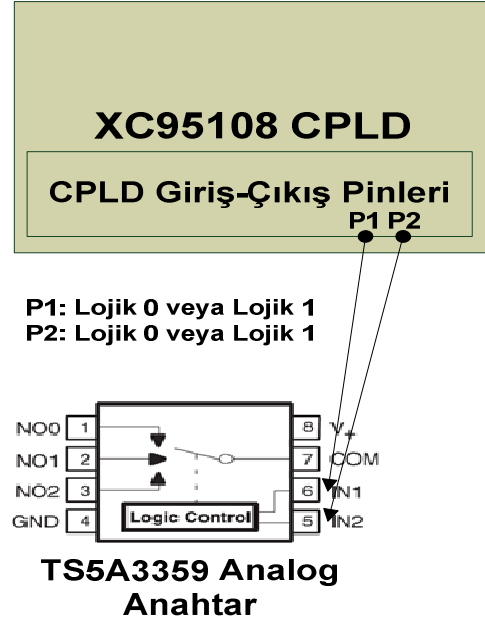 XC95108 CPLD
CPLD Giriş-Çıkış Pinleri
P1 P2
P1: Lojik 0 veya Lojik 1
P2: Lojik 0 veya Lojik 1
NO0 1 8 V+
NO1 2 7 COM
NO2 3 6 IN1
GND 4 Logic Control 5 IN2
TS5A3359 Analog
Anahtar